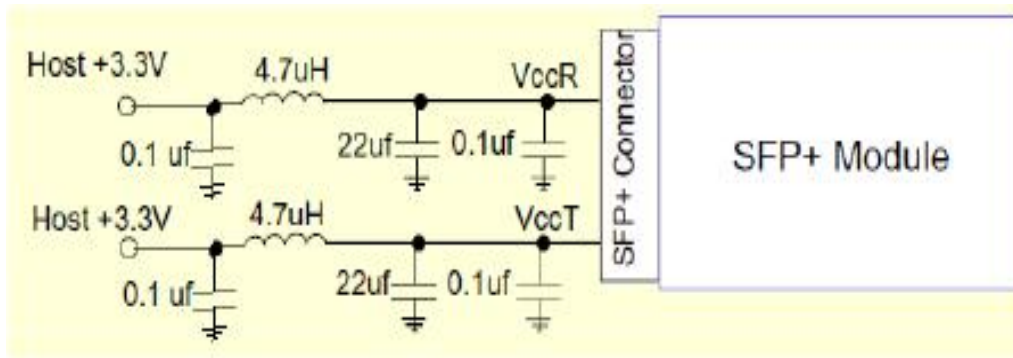 Host +3.3V
4.7uH
VccR
0.1 uf
22uf
0.1uf
Host +3.3V
4.7uH
VccT
0.1 uf
22uf
0.1uf
SFP+ Connector
SFP+ Module